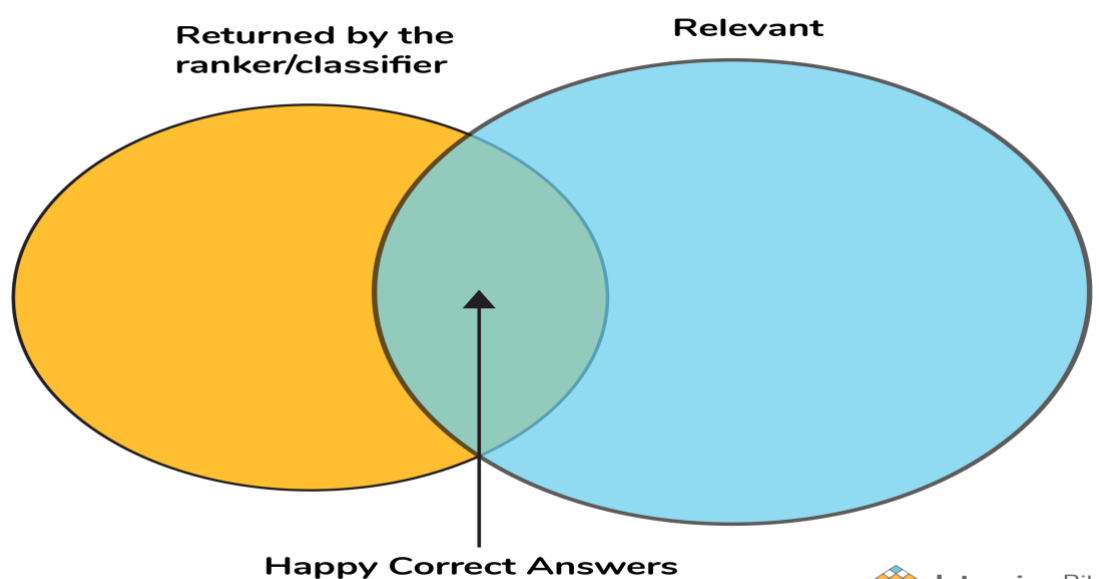 Returned by the
ranker/classifier
Relevant
Happy Correct Answers